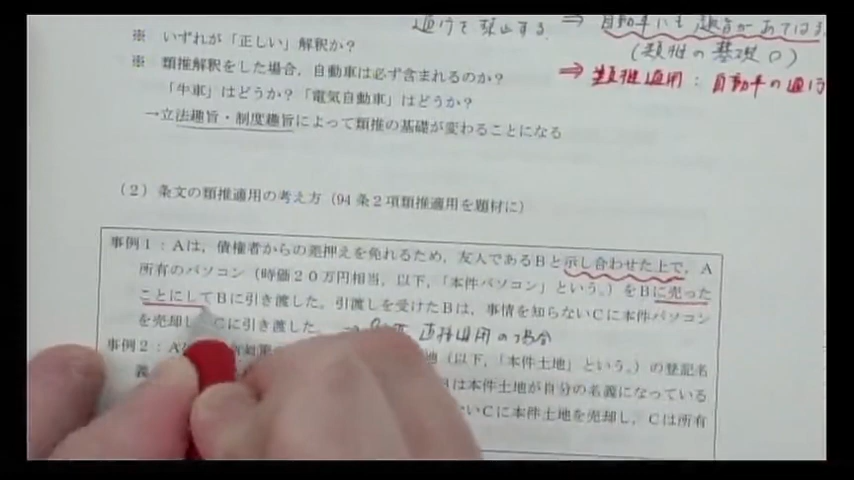 通行を禁止する ⇒ 自動車にも趣旨があてはまる
※ いずれが「正しい」解釈か?
(類推の基礎 〇)
※ 類推解釈をした場合,自動車は必ず含まれるのか?
⇒ 類推適用:自動車の通行
「牛車」はどうか?「電気自動車」はどうか?
→立法趣旨・制度趣旨によって類推の基礎が変わることになる
(2)条文の類推適用の考え方(94条2項類推適用を題材に)
事例1:Aは,債権者からの差押えを免れるため,友人であるBと示し合わせた上で,A
所有のパソコン(時価20万円相当,以下,「本件パソコン」という。)をBに売った
ことにしてBに引き渡した。引渡しを受けたBは,事情を知らないCに本件パソコン
を売却し Cに引き渡した。 → 直接適用の場合
事例2:A (以下,「本件土地」という。)の登記名
義 は本件土地が自分の名義になっている
いCに本件土地を売却し,Cは所有